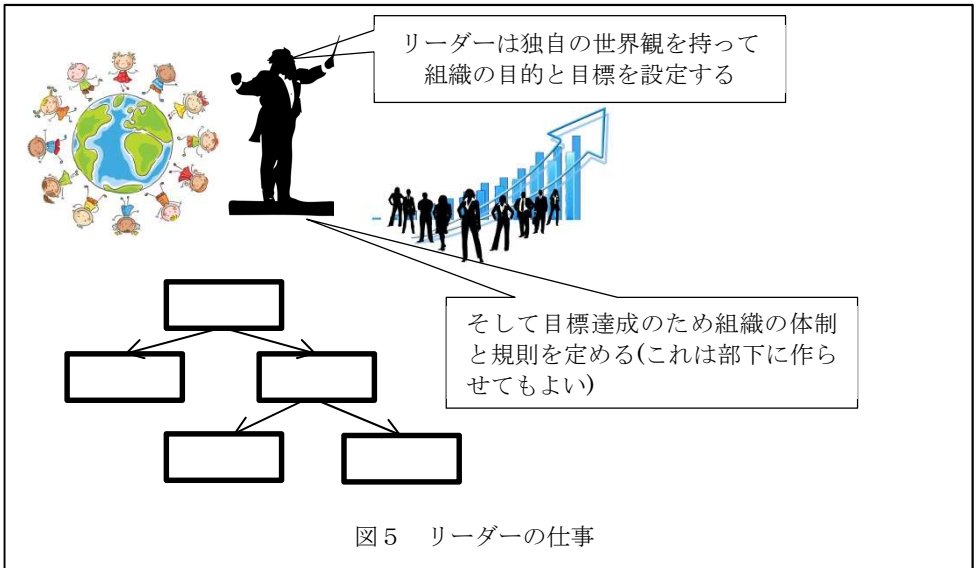 リーダーは独自の世界観を持って
組織の目的と目標を設定する
そして目標達成のため組織の体制
と規則を定める(これは部下に作ら
せてもよい)
図５　リーダーの仕事